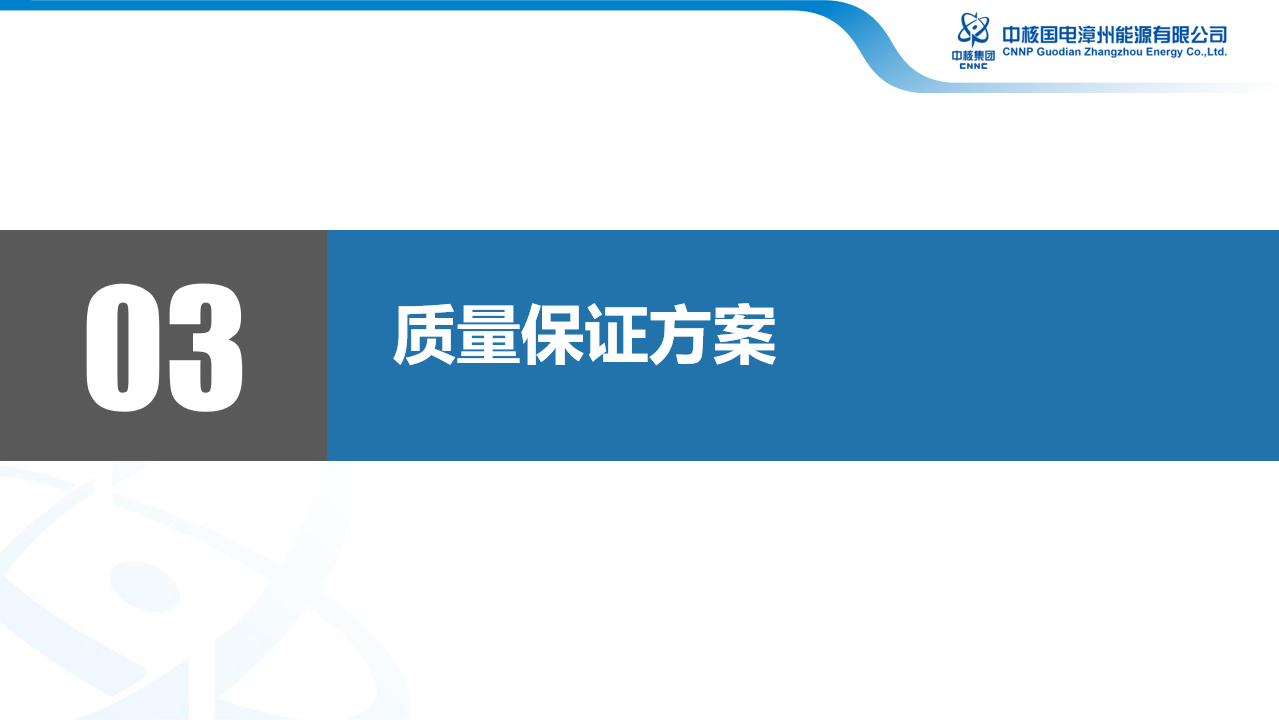 中核集团
CNNC
中核国电漳州能源有限公司
CNNP Guodian Zhangzhou Energy Co.,Ltd.
03
质量保证方案